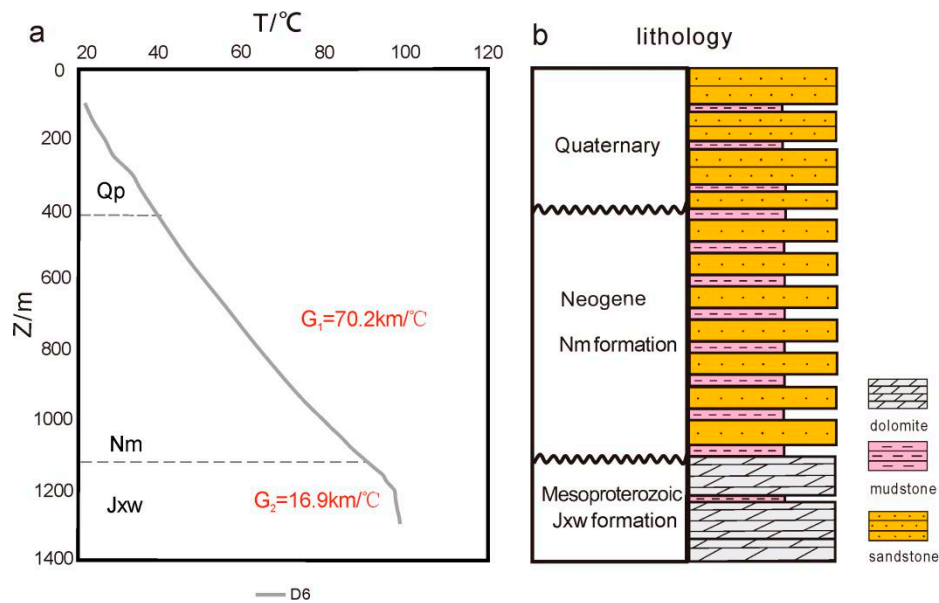 a
T/℃
20 40 60 80 100 120
0
200
400
600
800
1000
1200
1400
Z/m
Qp
G₁=70.2km/℃
Nm
G₂=16.9km/℃
Jxw
D6
b
lithology
Quaternary
Neogene
Nm formation
Mesoproterozoic
Jxw formation
dolomite
mudstone
sandstone